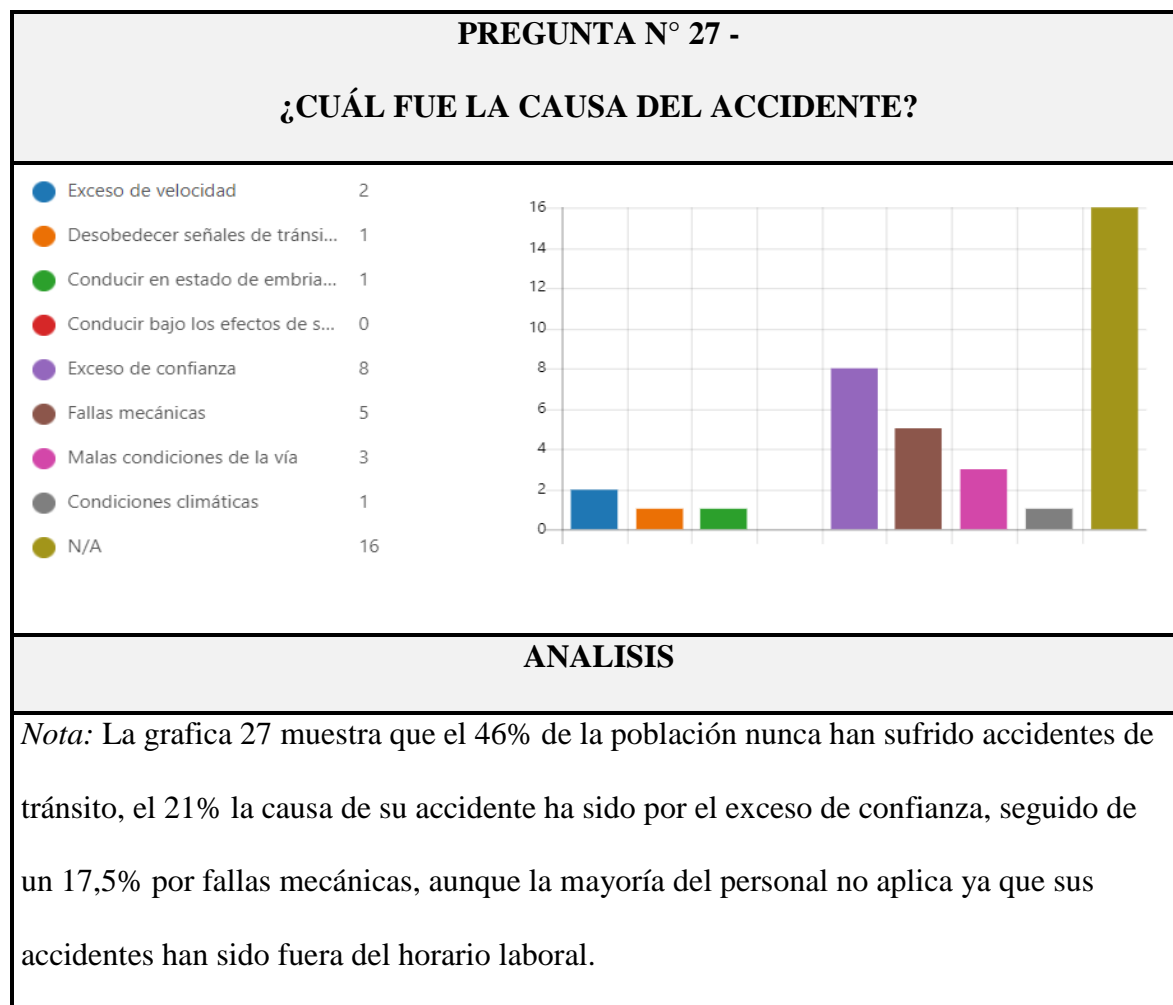 PREGUNTA N° 27 -
¿CUÁL FUE LA CAUSA DEL ACCIDENTE?
Exceso de velocidad 2
Desobedecer señales de tránsi... 1
Conducir en estado de embria... 1
Conducir bajo los efectos de s... 0
Exceso de confianza 8
Fallas mecánicas 5
Malas condiciones de la vía 3
Condiciones climáticas 1
N/A 16
16
14
12
10
8
6
4
2
0
ANALISIS
Nota: La grafica 27 muestra que el 46% de la población nunca han sufrido accidentes de
tránsito, el 21% la causa de su accidente ha sido por el exceso de confianza, seguido de
un 17,5% por fallas mecánicas, aunque la mayoría del personal no aplica ya que sus
accidentes han sido fuera del horario laboral.